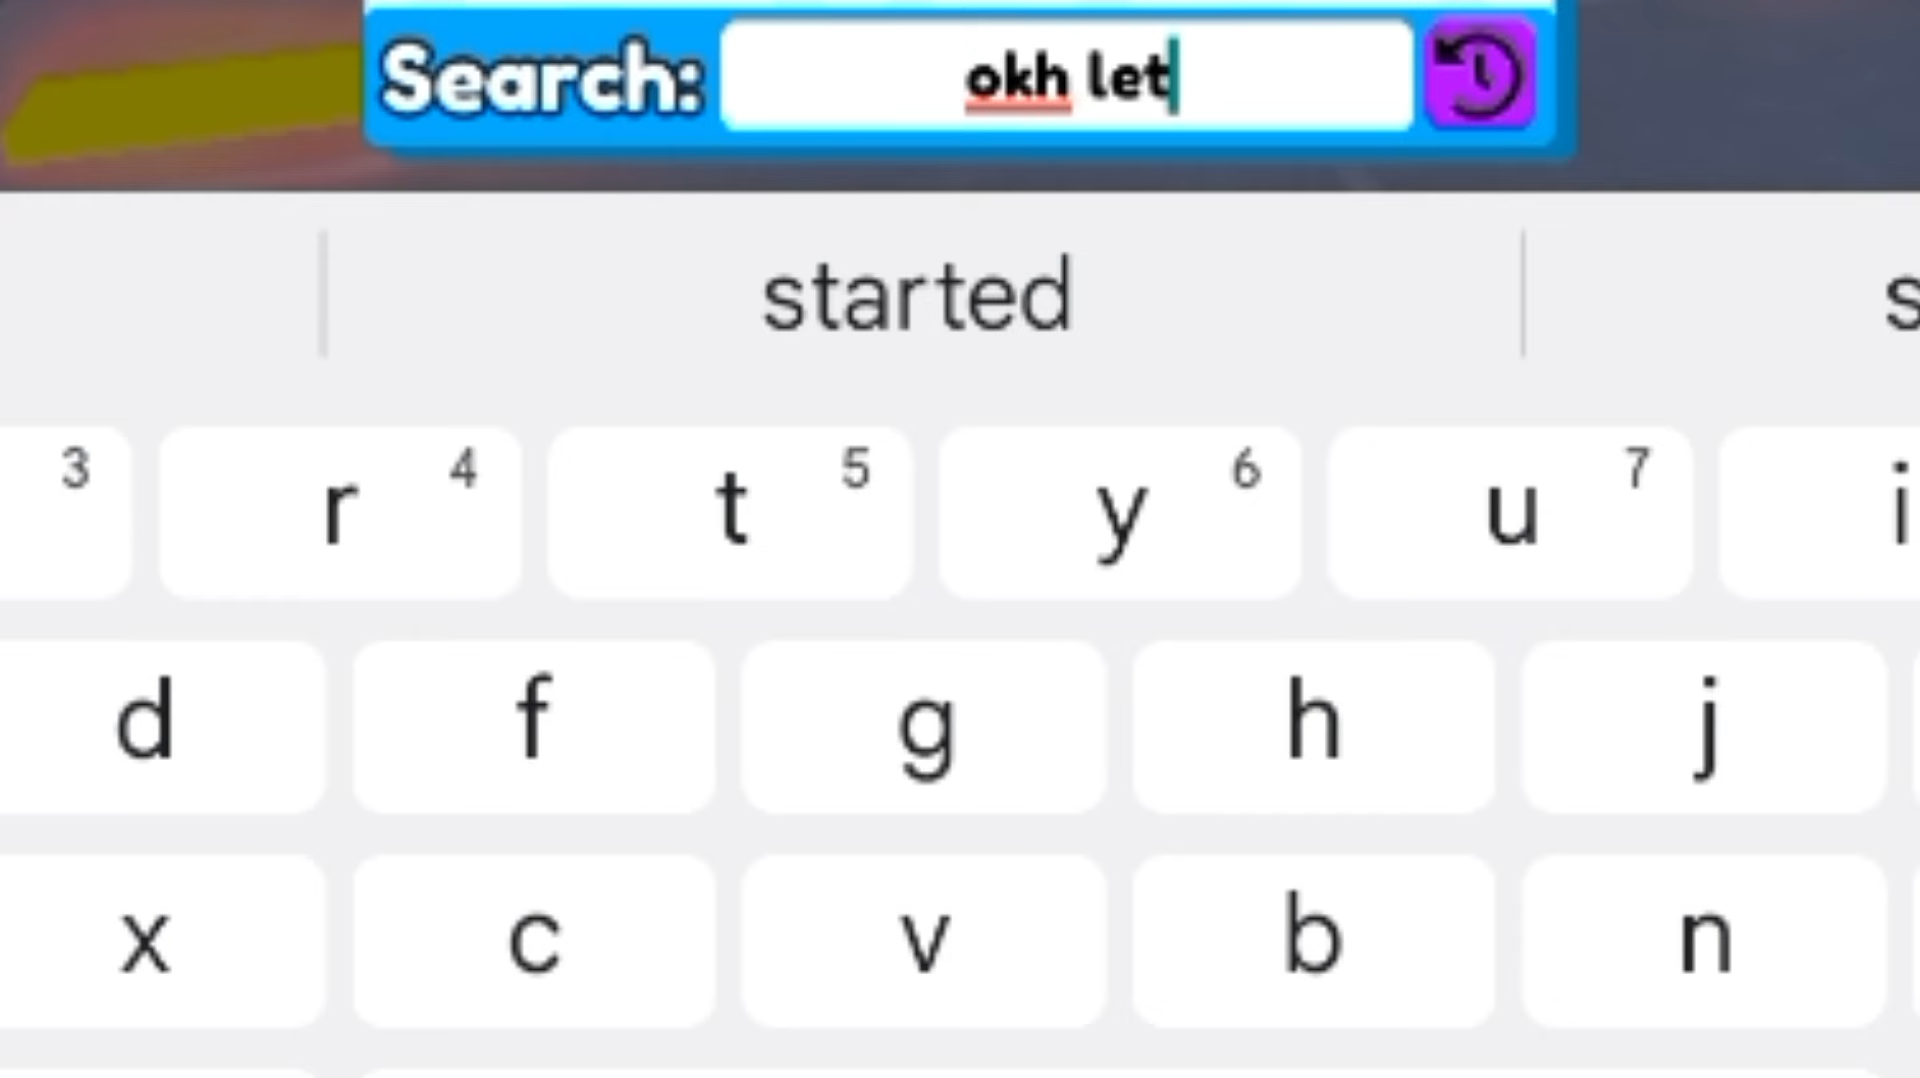 Search: okh let
started s
3 r 4 t 5 y 6 u 7 i
d f g h j
x c v b n